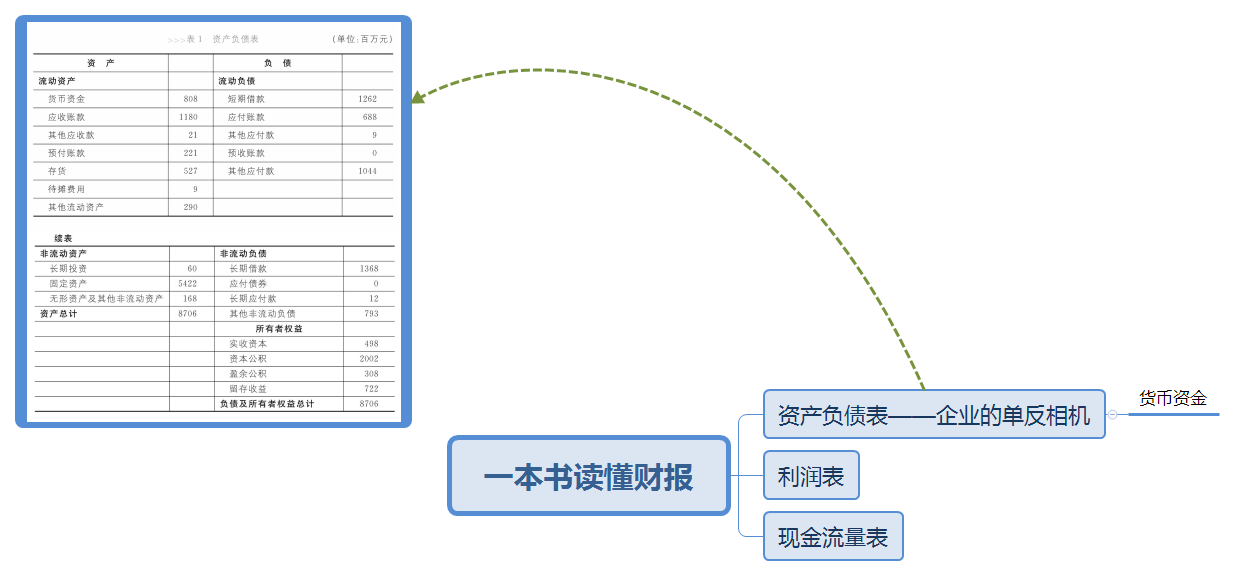 >>>表1 资产负债表 (单位:百万元)
资 产 负 债
流动资产 流动负债
货币资金 808 短期借款 1262
应收账款 1180 应付账款 688
其他应收款 21 其他应付款 9
预付账款 221 预收账款 0
存货 527 其他应付款 1044
待摊费用 9
其他流动资产 290
续表
非流动资产 非流动负债
长期投资 60 长期借款 1368
固定资产 5422 应付债券 0
无形资产及其他非流动资产 168 长期应付款 12
资产总计 8706 其他非流动负债 793
所有者权益
实收资本 498
资本公积 2002
盈余公积 308
留存收益 722
负债及所有者权益总计 8706
一本书读懂财报
资产负债表——企业的单反相机
货币资金
利润表
现金流量表